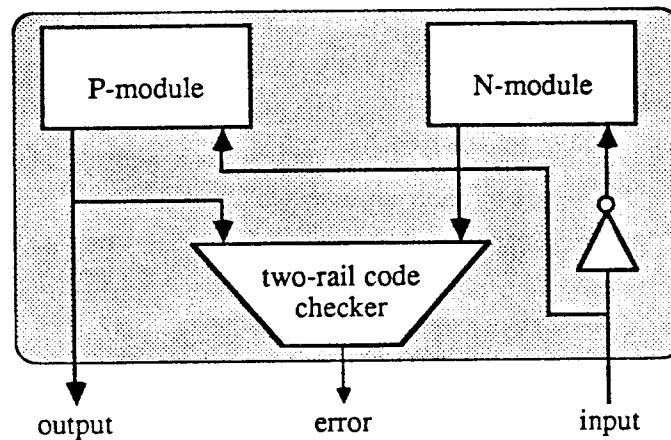 P-module
N-module
two-rail code
checker
output
error
input